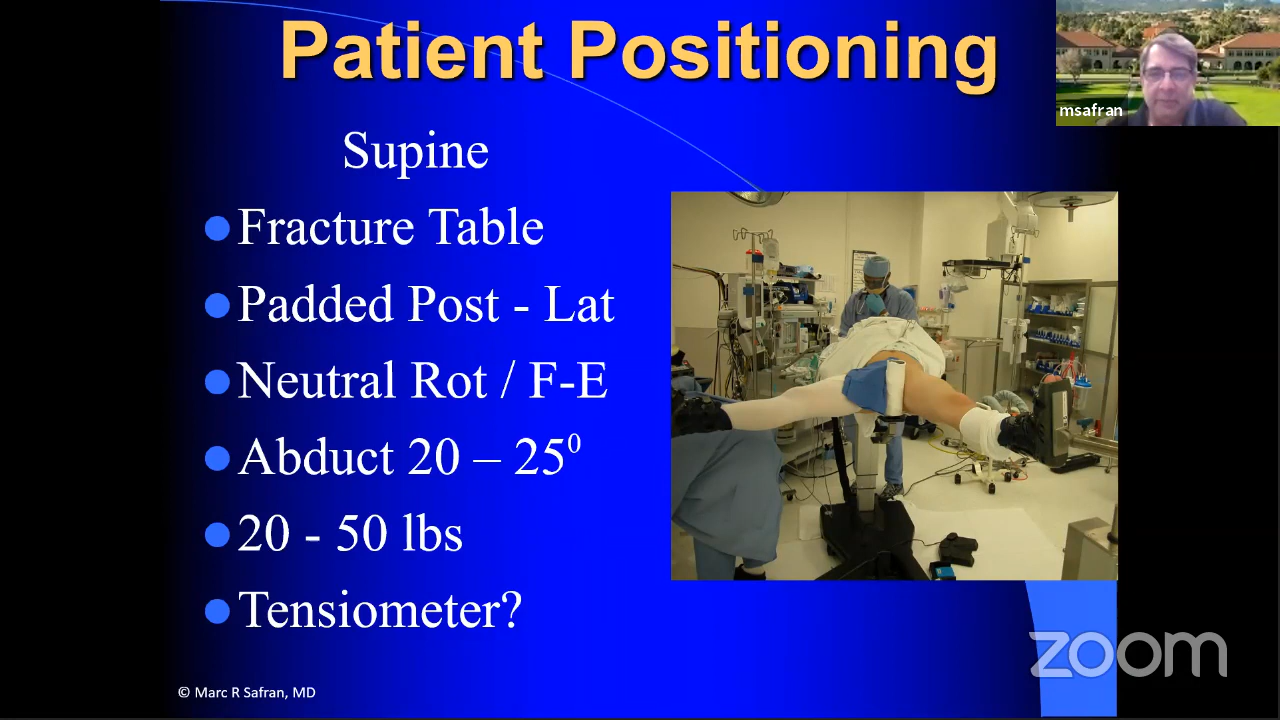 Patient Positioning
msafran
Supine
Fracture Table
Padded Post - Lat
Neutral Rot / F-E
Abduct 20 – 25⁰
20 - 50 lbs
Tensiometer?
© Marc R Safran, MD
zoom